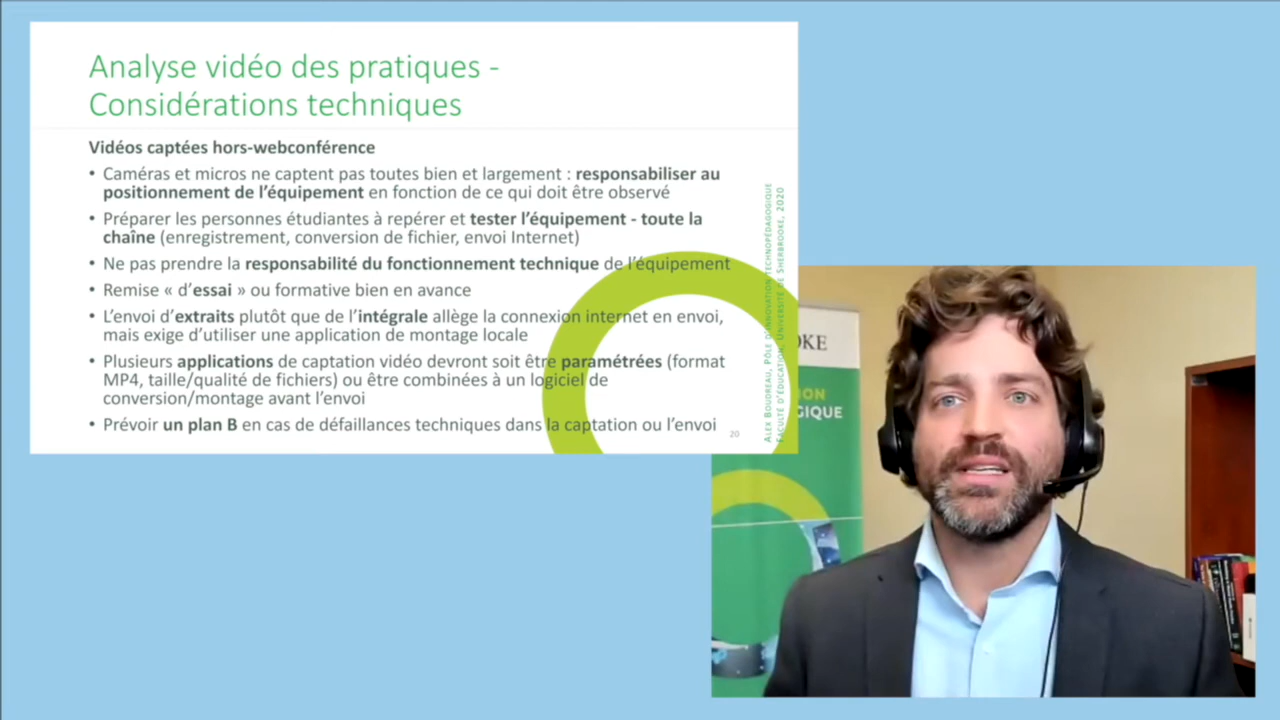 Analyse vidéo des pratiques -
Considérations techniques
Vidéos captées hors-webconférence
• Caméras et micros ne captent pas toutes bien et largement : responsabiliser au
positionnement de l'équipement en fonction de ce qui doit être observé
• Préparer les personnes étudiantes à repérer et tester l'équipement - toute la
chaîne (enregistrement, conversion de fichier, envoi Internet)
• Ne pas prendre la responsabilité du fonctionnement technique de l'équipement
• Remise « d'essai » ou formative bien en avance
• L'envoi d'extraits plutôt que de l'intégrale allège la connexion internet en envoi,
mais exige d'utiliser une application de montage locale
• Plusieurs applications de captation vidéo devront soit être paramétrées (format
MP4, taille/qualité de fichiers) ou être combinées à un logiciel de
conversion/montage avant l'envoi
• Prévoir un plan B en cas de défaillances techniques dans la captation ou l'envoi
20
Alex Boudreau, Pôle d'innovation technopédagogique
Faculté d'éducation, Université de Sherbrooke, 2020
OKE
ION
GIQUE